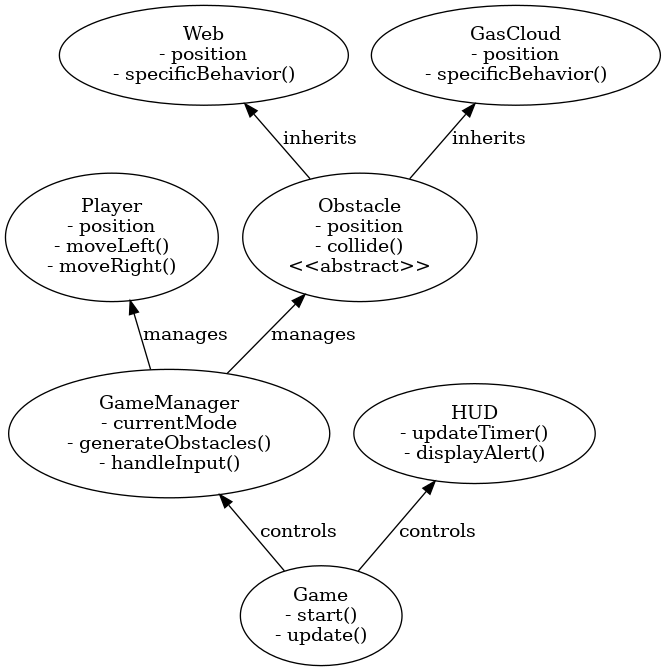 Web
- position
- specificBehavior()
GasCloud
- position
- specificBehavior()
inherits
inherits
Player
- position
- moveLeft()
- moveRight()
Obstacle
- position
- collide()
<<abstract>>
manages
manages
GameManager
- currentMode
- generateObstacles()
- handleInput()
HUD
- updateTimer()
- displayAlert()
controls
controls
Game
- start()
- update()